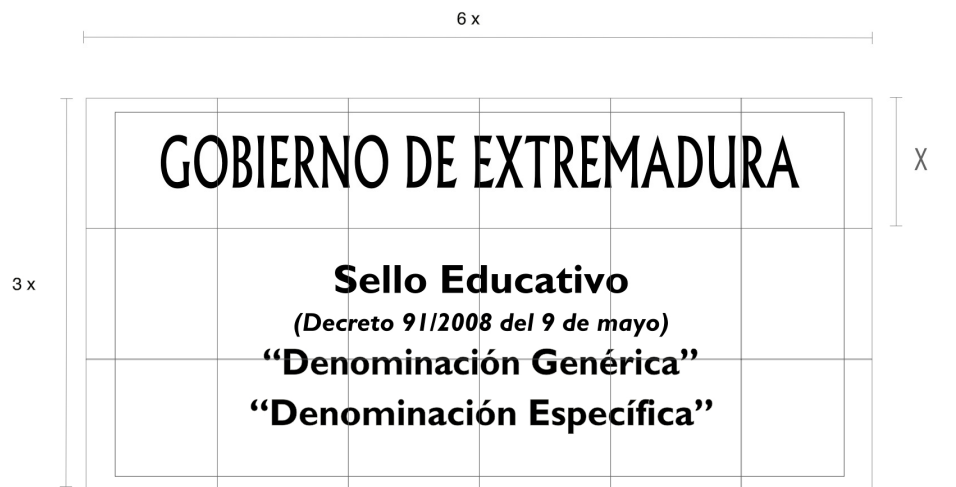 6 x
GOBIERNO DE EXTREMADURA
X
Sello Educativo
3 x
(Decreto 91/2008 del 9 de mayo)
“Denominación Genérica”
“Denominación Específica”